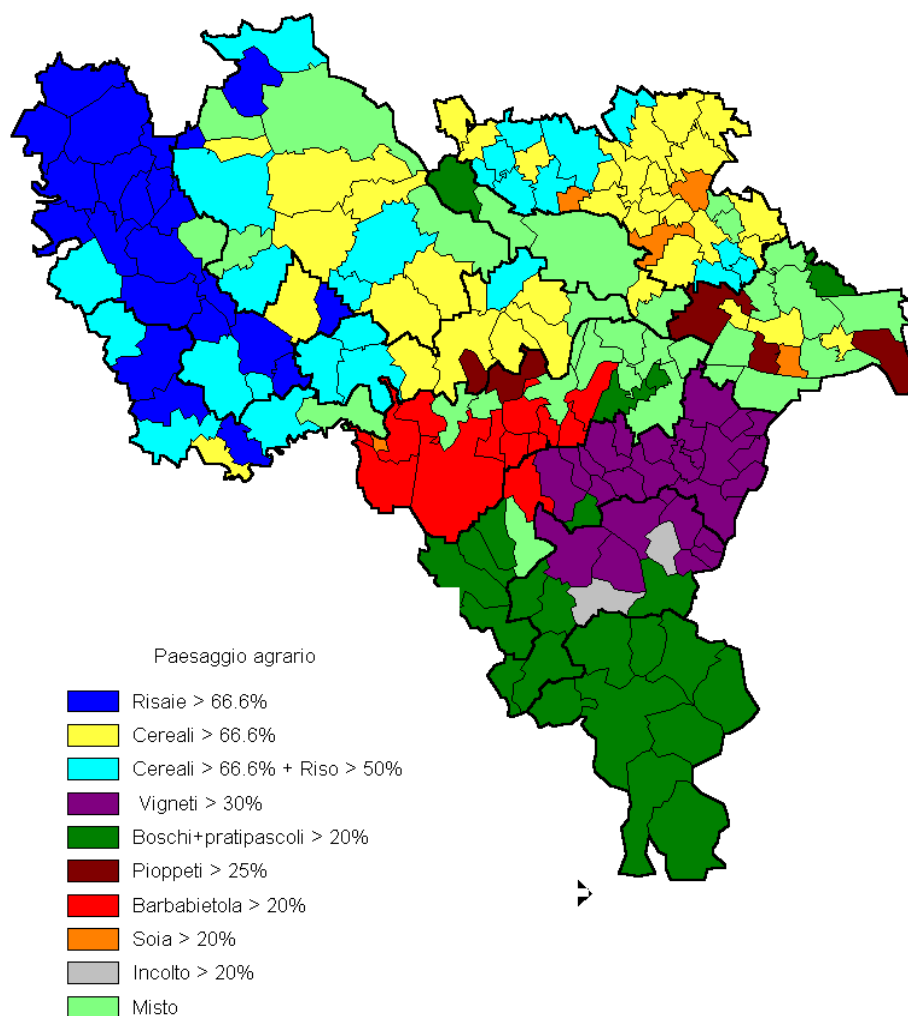 Paesaggio agrario
Risaie > 66.6%
Cereali > 66.6%
Cereali > 66.6% + Riso > 50%
Vigneti > 30%
Boschi+pratipascoli > 20%
Pioppeti > 25%
Barbabietola > 20%
Soia > 20%
Incolto > 20%
Misto